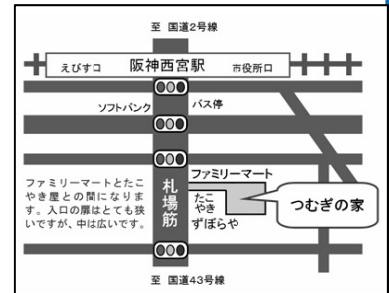 至 国道2号線
えびす口 阪神西宮駅 市役所口
ソフトバンク バス停
ファミリーマート
札場筋
たこ
やき
ずぼらや
つむぎの家
ファミリーマートとたこ
やき屋との間になりま
す。入口の扉はとても狭
いですが、中は広いです。
至 国道43号線